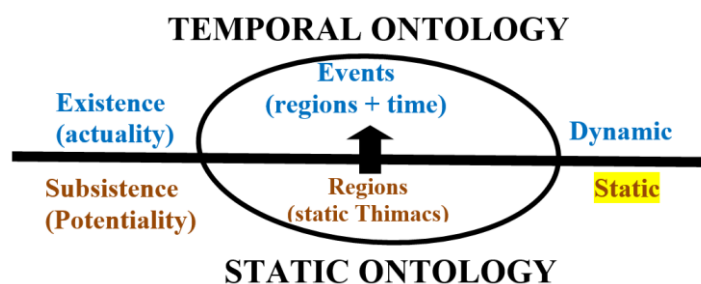 TEMPORAL ONTOLOGY
Events
(regions + time)
Existence
(actuality)
Dynamic
Subsistence
(Potentiality)
Regions
(static Thimacs)
Static
STATIC ONTOLOGY